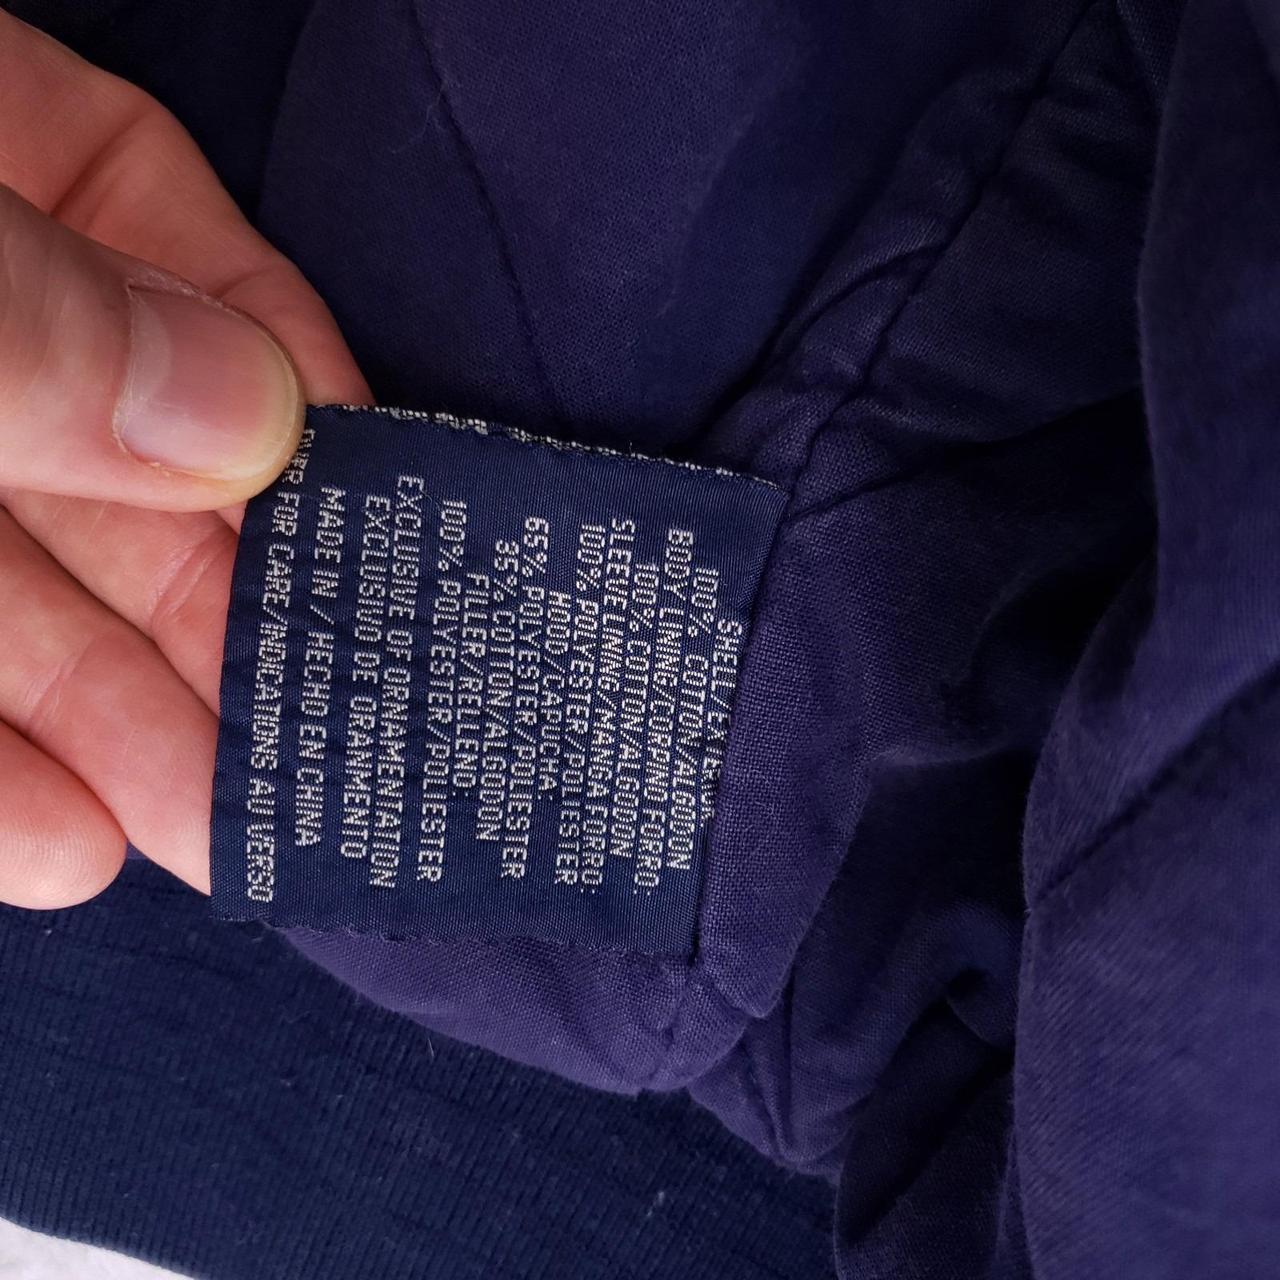 SHELL/
100% COTTON/ALGODON
BODY LINING/CORPINO FORRO:
100% COTTON/ALGODON
SLEEVE LINING/MANGA FORRO:
100% POLYESTER/POLIESTER
HOOD/CAPUCHA:
65% POLYESTER/POLIESTER
35% COTTON/ALGODON
FILLER/RELLENO:
100% POLYESTER/POLIESTER
EXCLUSIVE OF ORNAMENTATION
EXCLUSIVO DE ORNAMENTO
MADE IN/HECHO EN CHINA
OVER FOR CARE/INDICATIONS AU VERSO